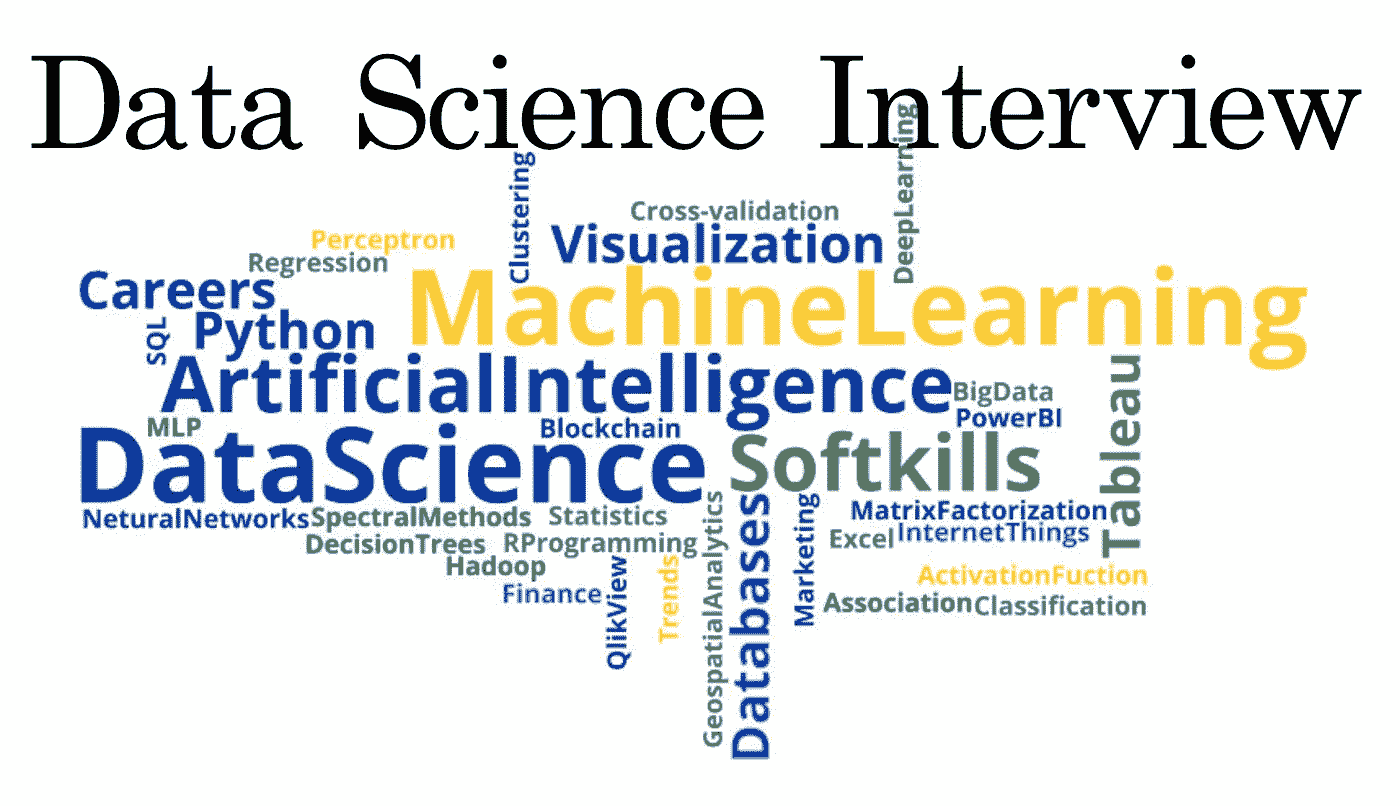 Data Science Interview
Clustering
DeepLearning
Cross-validation
Perceptron
Visualization
Regression
Careers
MachineLearning
SQL
Python
ArtificialIntelligence
BigData
Tableau
PowerBI
MLP
Blockchain
DataScience
Softkills
NeturalNetworks
SpectralMethods
Statistics
GeospatialAnalytics
Databases
Marketing
MatrixFactorization
InternetThings
Excel
DecisionTrees
RProgramming
Hadoop
QlikView
Trends
ActivationFuction
Finance
Association
Classification